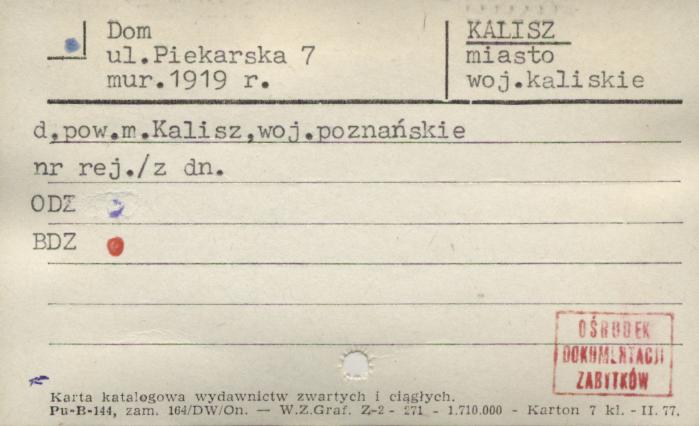 Dom
ul.Piekarska 7
mur.1919 r.
KALISZ
miasto
woj.kaliskie
d.pow.m.Kalisz,woj.poznańskie
nr rej./z dn.
ODZ
BDZ
OŚRODEK
DOKUMENTACJI
ZABYTKÓW
Karta katalogowa wydawnictw zwartych i ciągłych.
Pu-B-144, zam. 164/DW/On. — W.Z.Graf. Z-2 - 271 - 1.710.000 - Karton 7 kl. - II. 77.